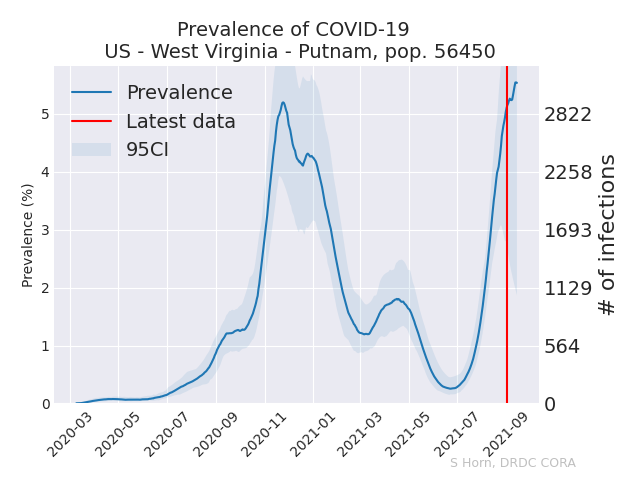 Prevalence of COVID-19
US - West Virginia - Putnam, pop. 56450
Prevalence
Latest data
95CI
Prevalence (%)
5
4
3
2
1
0
2822
2258
1693
1129
564
0
# of infections
2020-03
2020-05
2020-07
2020-09
2020-11
2021-01
2021-03
2021-05
2021-07
2021-09
S Horn, DRDC CORA